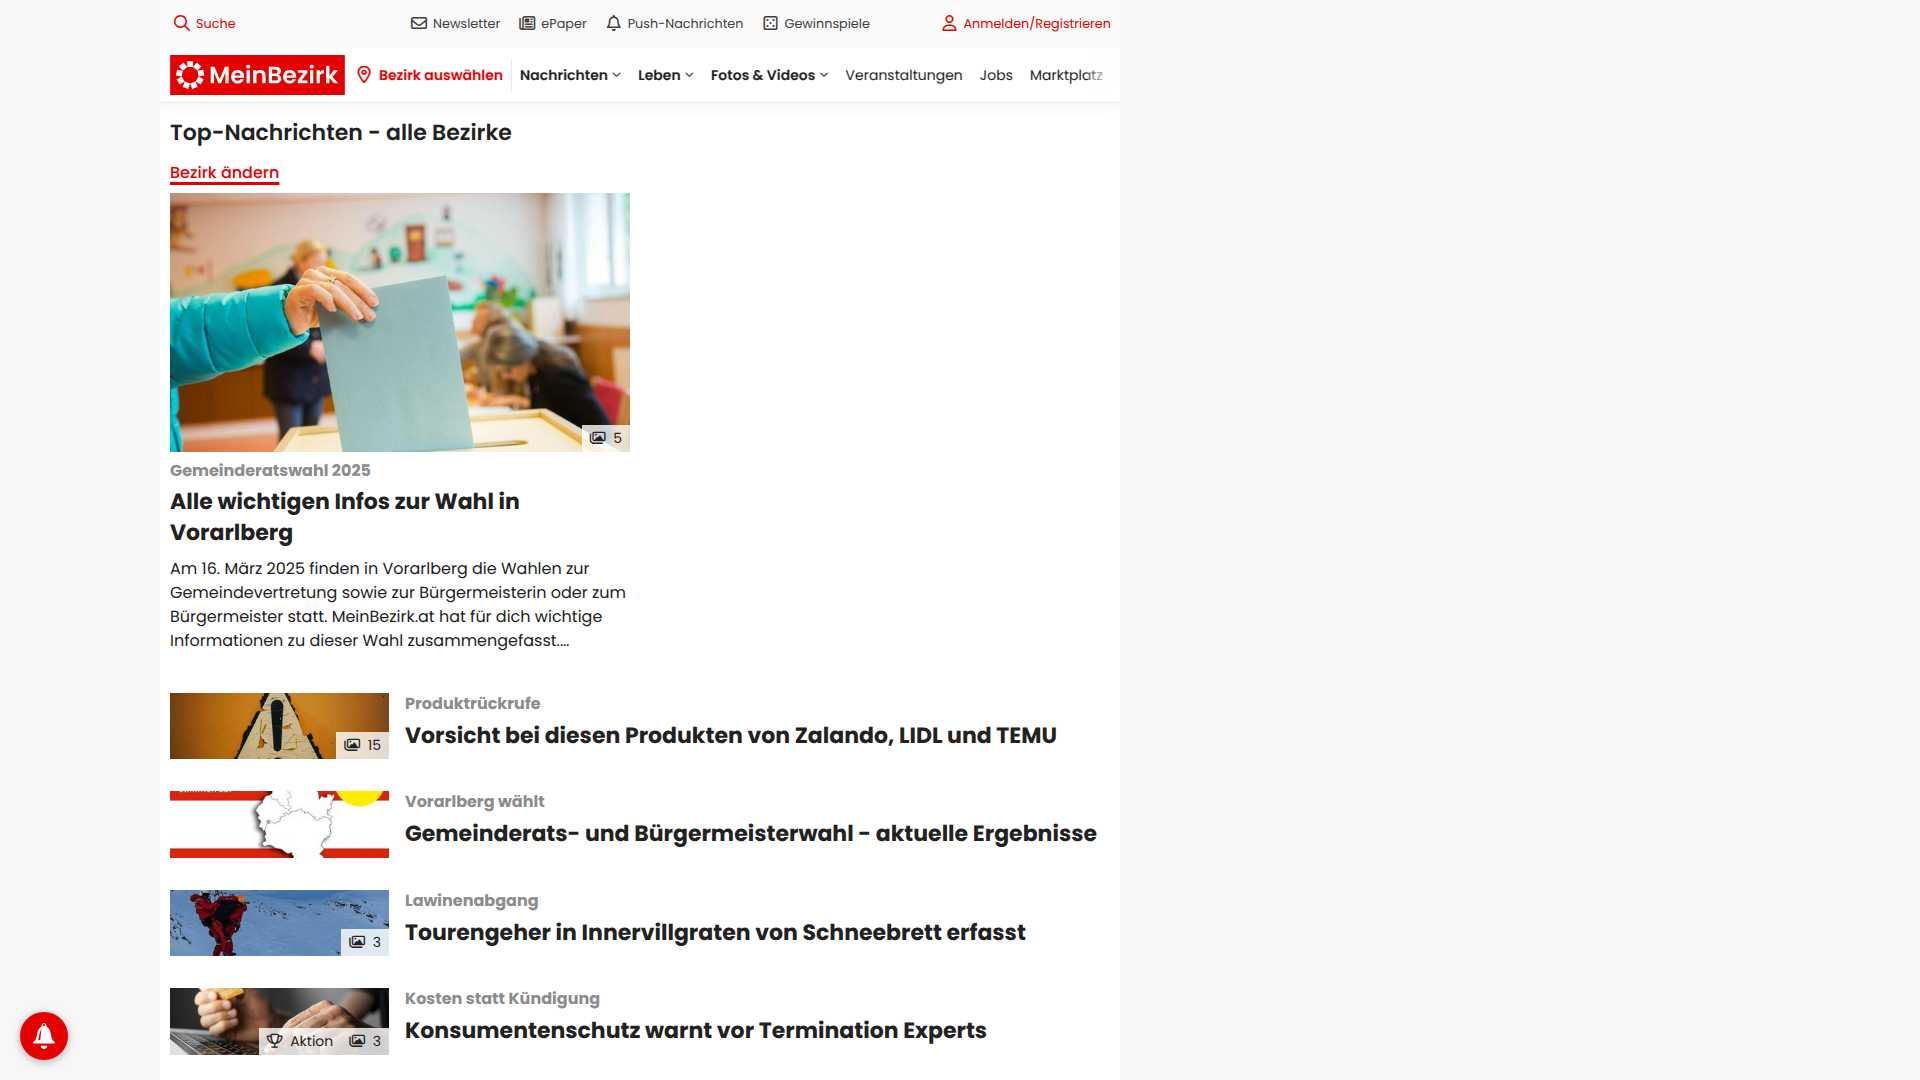 Suche
Newsletter
ePaper
Push-Nachrichten
Gewinnspiele
Anmelden/Registrieren
MeinBezirk
Bezirk auswählen
Nachrichten
Leben
Fotos & Videos
Veranstaltungen
Jobs
Marktplatz
Top-Nachrichten - alle Bezirke
Bezirk ändern
5
Gemeinderatswahl 2025
Alle wichtigen Infos zur Wahl in
Vorarlberg
Am 16. März 2025 finden in Vorarlberg die Wahlen zur
Gemeindevertretung sowie zur Bürgermeisterin oder zum
Bürgermeister statt. MeinBezirk.at hat für dich wichtige
Informationen zu dieser Wahl zusammengefasst....
15
Produktrückrufe
Vorsicht bei diesen Produkten von Zalando, LIDL und TEMU
Vorarlberg wählt
Gemeinderats- und Bürgermeisterwahl - aktuelle Ergebnisse
3
Lawinenabgang
Tourengeher in Innervillgraten von Schneebrett erfasst
Aktion 3
Kosten statt Kündigung
Konsumentenschutz warnt vor Termination Experts